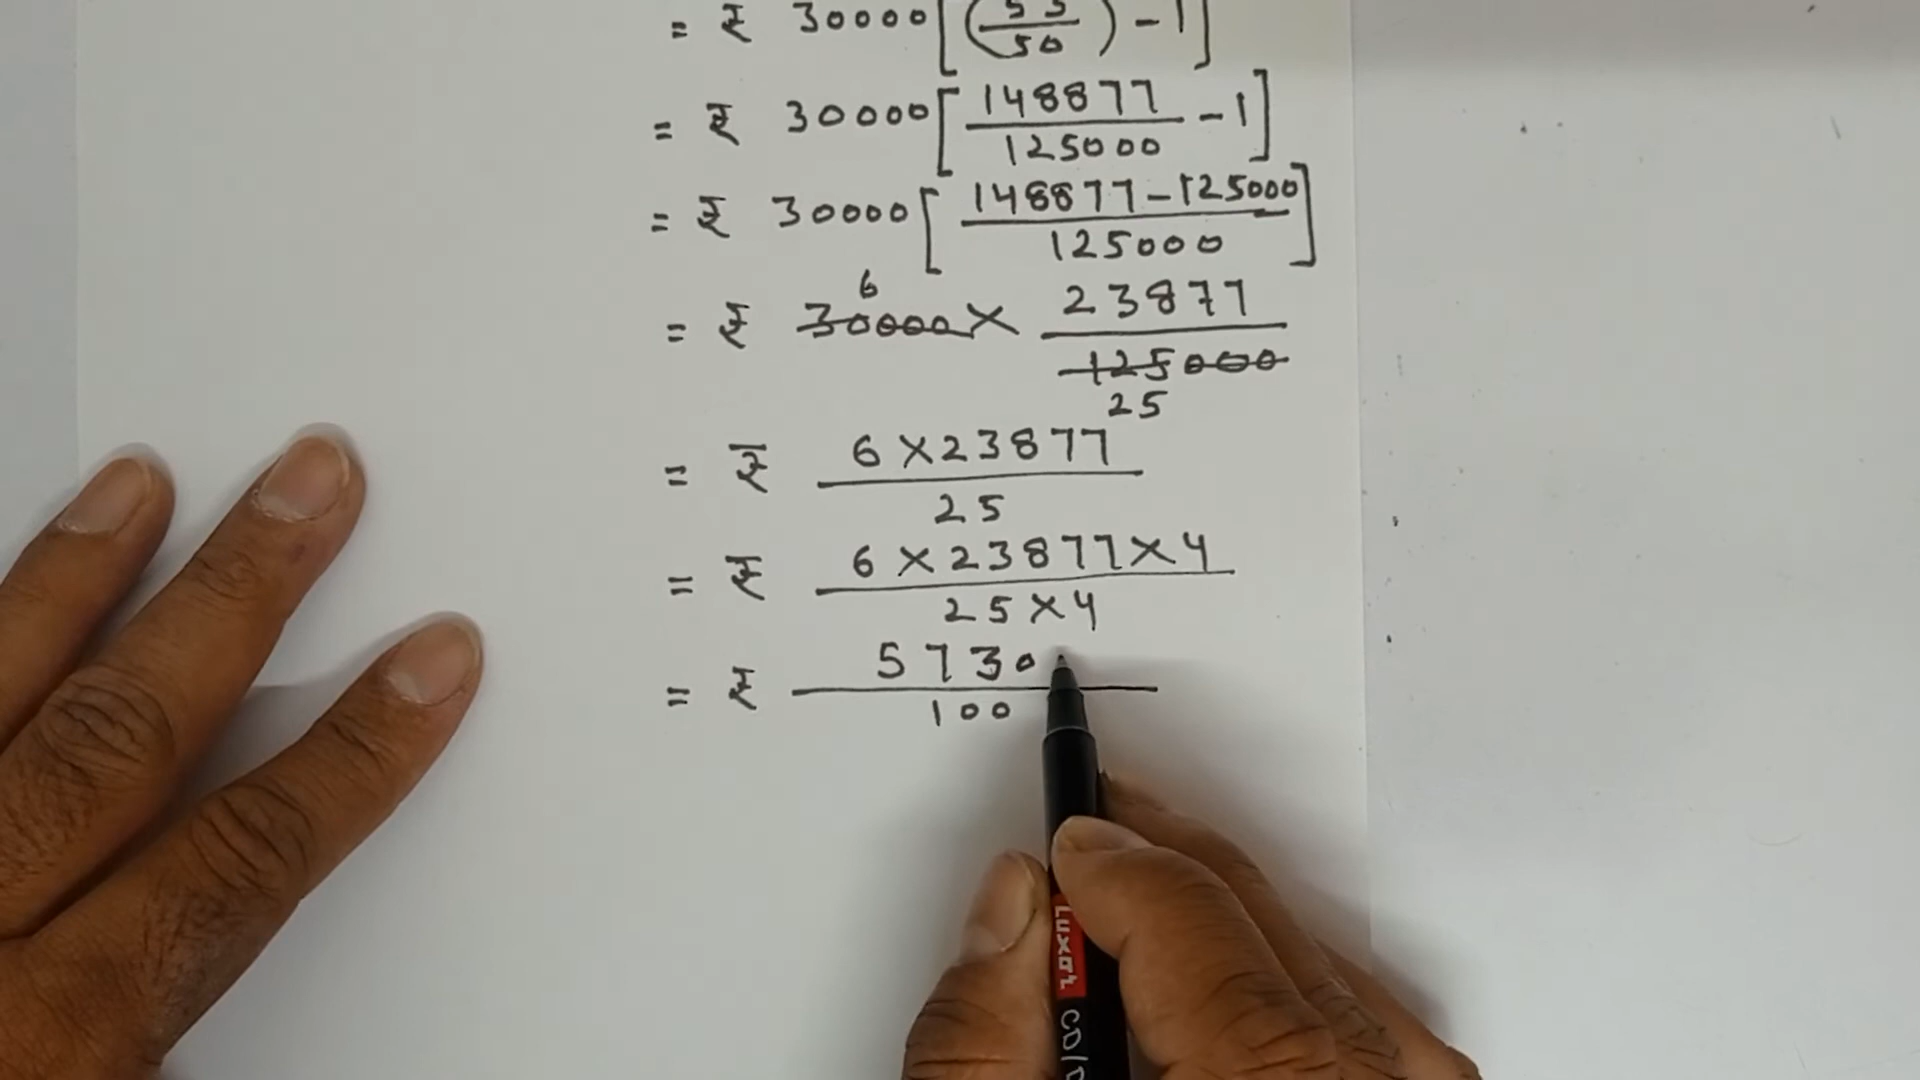 = ₹ 30000[(53/50) - 1]
= ₹ 30000[148877/125000 - 1]
= ₹ 30000[148877-125000/125000]
6
= ₹ 30000 × 23877/125000
25
= ₹ 6×23877/25
= ₹ 6×23877×4/25×4
= ₹ 5730/100
Luxor
CD/